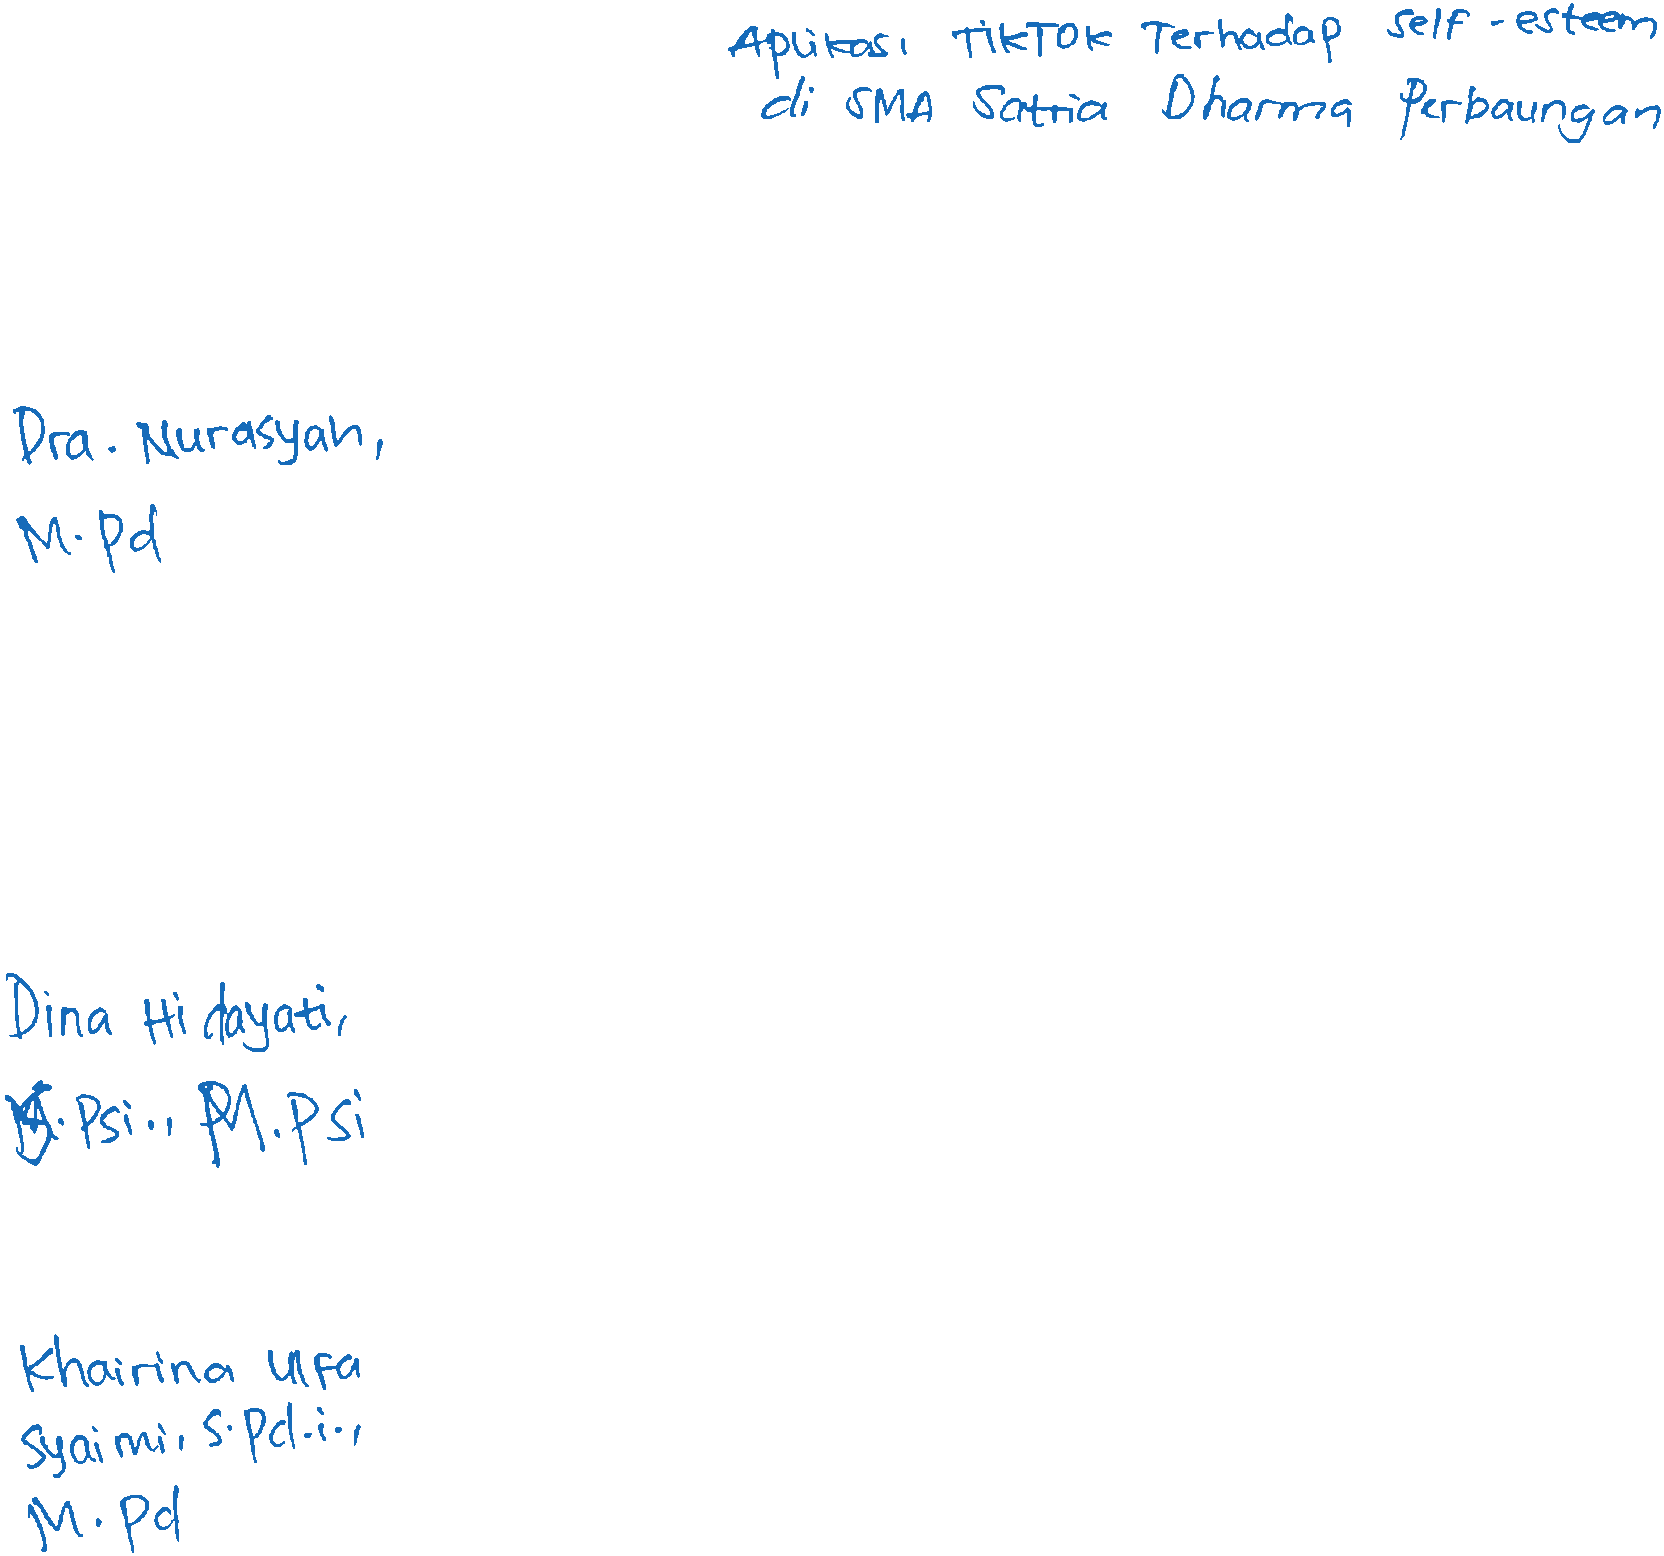 Aplikasi TikTok Terhadap self-esteem
di SMA Satria Dharma Perbaungan
Dra. Nurasyah,
M.Pd
Dina Hidayati,
S.Psi., M.Psi
Khairina Ulfa
Syaimi, S.Pd.i.,
M.Pd